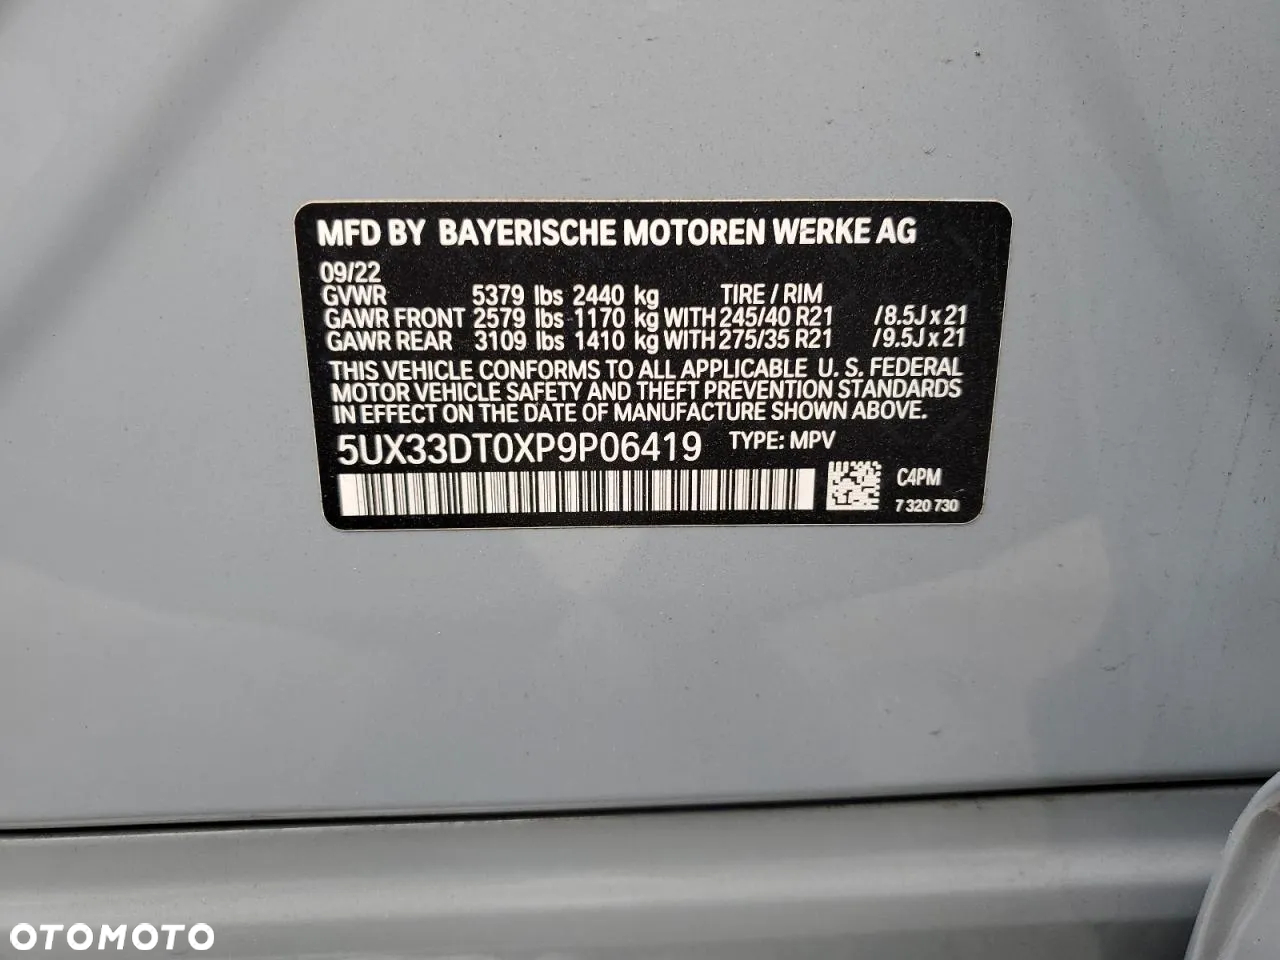 MFD BY BAYERISCHE MOTOREN WERKE AG
09/22
GVWR 5379 lbs 2440 kg TIRE / RIM
GAWR FRONT 2579 lbs 1170 kg WITH 245/40 R21 /8.5J x 21
GAWR REAR 3109 lbs 1410 kg WITH 275/35 R21 /9.5J x 21
THIS VEHICLE CONFORMS TO ALL APPLICABLE U. S. FEDERAL
MOTOR VEHICLE SAFETY AND THEFT PREVENTION STANDARDS
IN EFFECT ON THE DATE OF MANUFACTURE SHOWN ABOVE.
5UX33DT0XP9P06419 TYPE: MPV
C4PM
7 320 730
OTOMOTO